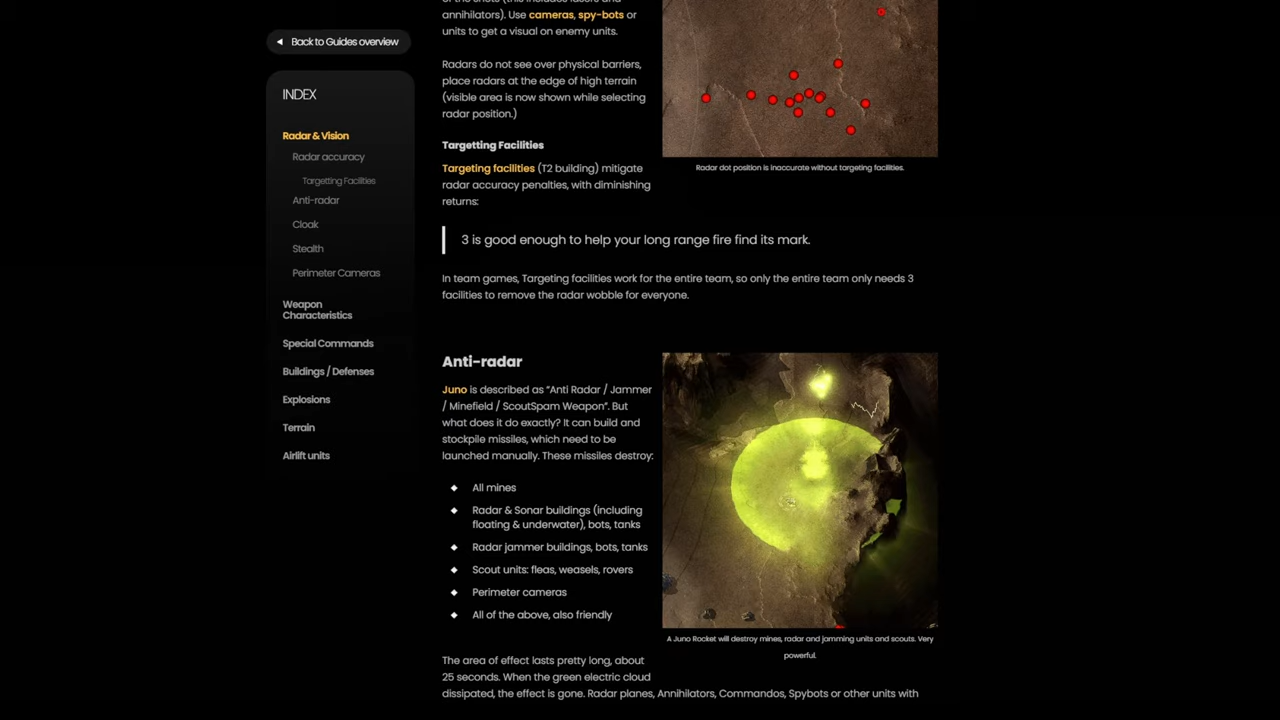 Back to Guides overview
INDEX
Radar & Vision
Radar accuracy
Targetting Facilities
Anti-radar
Cloak
Stealth
Perimeter Cameras
Weapon
Characteristics
Special Commands
Buildings / Defenses
Explosions
Terrain
Airlift units
annihilators). Use cameras, spy-bots or
units to get a visual on enemy units.
Radars do not see over physical barriers,
place radars at the edge of high terrain
(visible area is now shown while selecting
radar position.)
Radar dot position is inaccurate without targeting facilities.
Targetting Facilities
Targeting facilities (T2 building) mitigate
radar accuracy penalties, with diminishing
returns:
3 is good enough to help your long range fire find its mark.
In team games, Targeting facilities work for the entire team, so only the entire team only needs 3
facilities to remove the radar wobble for everyone.
Anti-radar
Juno is described as “Anti Radar / Jammer
/ Minefield / ScoutSpam Weapon”. But
what does it do exactly? It can build and
stockpile missiles, which need to be
launched manually. These missiles destroy:
All mines
Radar & Sonar buildings (including
floating & underwater), bots, tanks
Radar jammer buildings, bots, tanks
Scout units: fleas, weasels, rovers
Perimeter cameras
All of the above, also friendly
A Juno Rocket will destroy mines, radar and jamming units and scouts. Very
powerful.
The area of effect lasts pretty long, about
25 seconds. When the green electric cloud
dissipated, the effect is gone. Radar planes, Annihilators, Commandos, Spybots or other units with